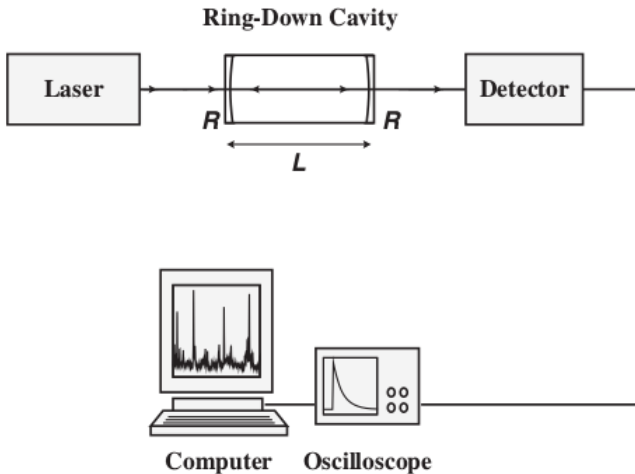 Ring-Down Cavity
Laser
Detector
R
R
L
Computer
Oscilloscope